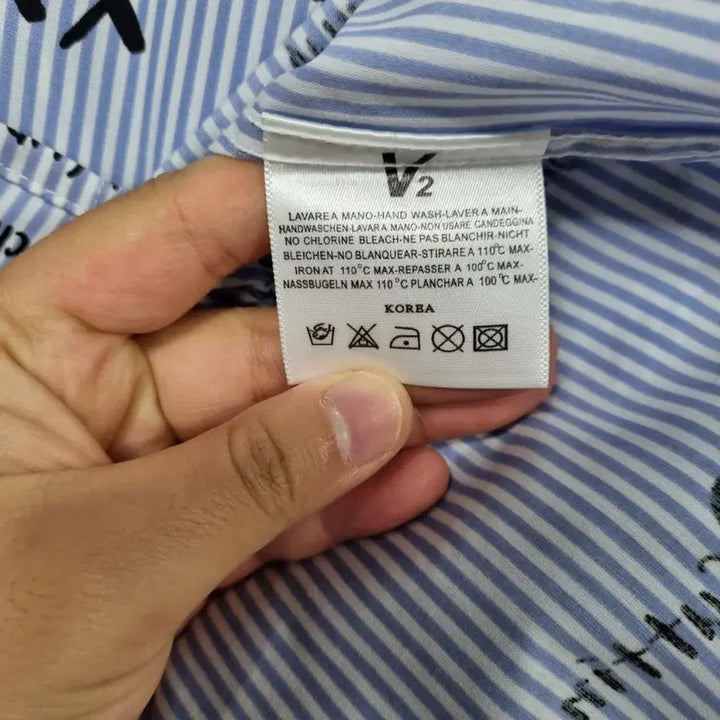 V2
LAVARE A MANO-HAND WASH-LAVER A MAIN-
HANDWASCHEN-LAVAR A MANO-NON USARE CANDEGGINA
NO CHLORINE BLEACH-NE PAS BLANCHIR-NICHT
BLEICHEN-NO BLANQUEAR-STIRARE A 110°C MAX-
IRON AT 110°C MAX-REPASSER A 100°C MAX-
NASSBUGELN MAX 110°C PLANCHAR A 100°C MAX-
KOREA